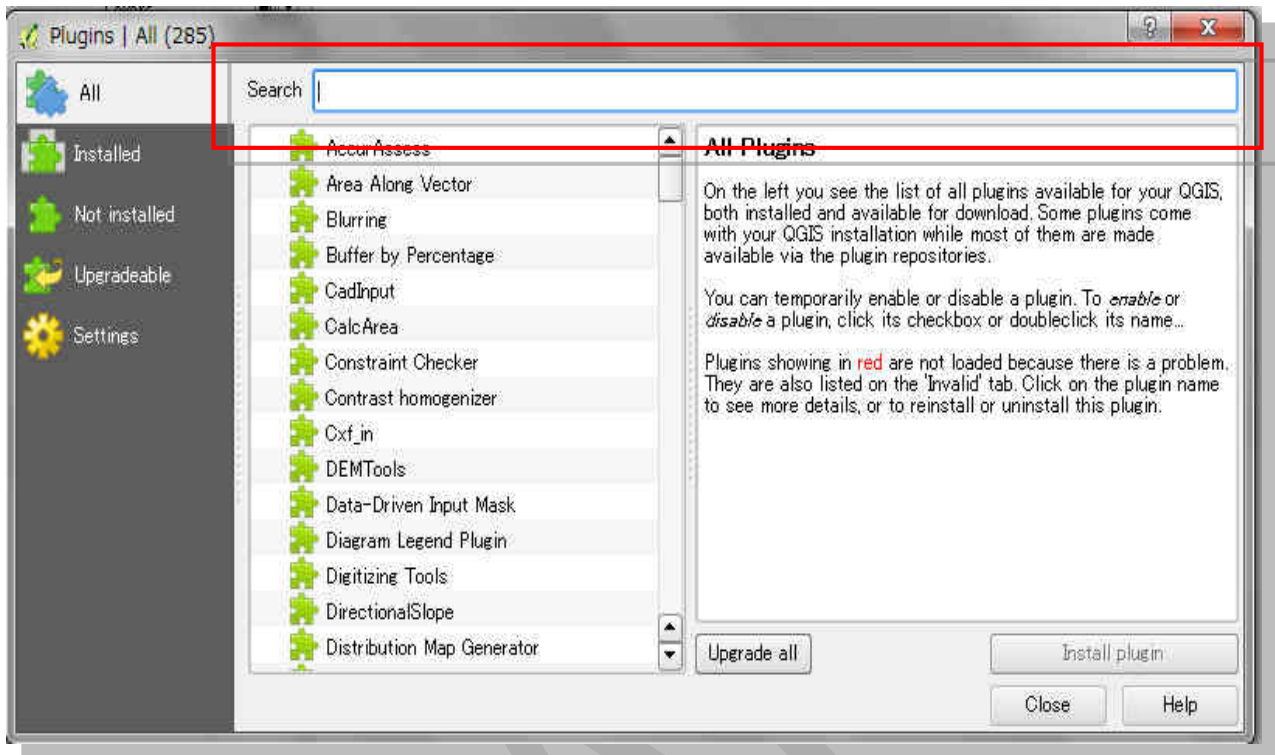 Plugins | All (285)
All
Installed
Not installed
Upgradeable
Settings
Search
AccurAssess
Area Along Vector
Blurring
Buffer by Percentage
CadInput
CalcArea
Constraint Checker
Contrast homogenizer
Cxf_in
DEMTools
Data-Driven Input Mask
Diagram Legend Plugin
Digitizing Tools
DirectionalSlope
Distribution Map Generator
All Plugins
On the left you see the list of all plugins available for your QGIS,
both installed and available for download. Some plugins come
with your QGIS installation while most of them are made
available via the plugin repositories.
You can temporarily enable or disable a plugin. To enable or
disable a plugin, click its checkbox or doubleclick its name...
Plugins showing in red are not loaded because there is a problem.
They are also listed on the 'Invalid' tab. Click on the plugin name
to see more details, or to reinstall or uninstall this plugin.
Upgrade all
Install plugin
Close
Help